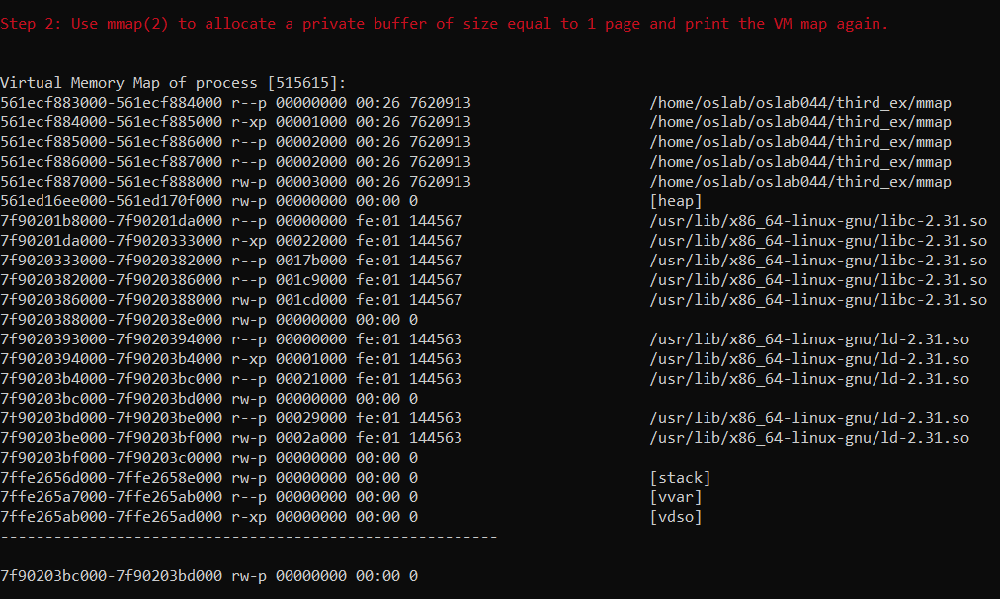 Step 2: Use mmap(2) to allocate a private buffer of size equal to 1 page and print the VM map again.
Virtual Memory Map of process [515615]:
561ecf883000-561ecf884000 r--p 00000000 00:26 7620913 /home/oslab/oslab044/third_ex/mmap
561ecf884000-561ecf885000 r-xp 00001000 00:26 7620913 /home/oslab/oslab044/third_ex/mmap
561ecf885000-561ecf886000 r--p 00002000 00:26 7620913 /home/oslab/oslab044/third_ex/mmap
561ecf886000-561ecf887000 r--p 00002000 00:26 7620913 /home/oslab/oslab044/third_ex/mmap
561ecf887000-561ecf888000 rw-p 00003000 00:26 7620913 /home/oslab/oslab044/third_ex/mmap
561ed16ee000-561ed170f000 rw-p 00000000 00:00 0 [heap]
7f90201b8000-7f90201da000 r--p 00000000 fe:01 144567 /usr/lib/x86_64-linux-gnu/libc-2.31.so
7f90201da000-7f9020333000 r-xp 00022000 fe:01 144567 /usr/lib/x86_64-linux-gnu/libc-2.31.so
7f9020333000-7f9020382000 r--p 0017b000 fe:01 144567 /usr/lib/x86_64-linux-gnu/libc-2.31.so
7f9020382000-7f9020386000 r--p 001c9000 fe:01 144567 /usr/lib/x86_64-linux-gnu/libc-2.31.so
7f9020386000-7f9020388000 rw-p 001cd000 fe:01 144567 /usr/lib/x86_64-linux-gnu/libc-2.31.so
7f9020388000-7f902038e000 rw-p 00000000 00:00 0
7f9020393000-7f9020394000 r--p 00000000 fe:01 144563 /usr/lib/x86_64-linux-gnu/ld-2.31.so
7f9020394000-7f90203b4000 r-xp 00001000 fe:01 144563 /usr/lib/x86_64-linux-gnu/ld-2.31.so
7f90203b4000-7f90203bc000 r--p 00021000 fe:01 144563 /usr/lib/x86_64-linux-gnu/ld-2.31.so
7f90203bc000-7f90203bd000 rw-p 00000000 00:00 0
7f90203bd000-7f90203be000 r--p 00029000 fe:01 144563 /usr/lib/x86_64-linux-gnu/ld-2.31.so
7f90203be000-7f90203bf000 rw-p 0002a000 fe:01 144563 /usr/lib/x86_64-linux-gnu/ld-2.31.so
7f90203bf000-7f90203c0000 rw-p 00000000 00:00 0
7ffe2656d000-7ffe2658e000 rw-p 00000000 00:00 0 [stack]
7ffe265a7000-7ffe265ab000 r--p 00000000 00:00 0 [vvar]
7ffe265ab000-7ffe265ad000 r-xp 00000000 00:00 0 [vdso]
--------------------------------------------------------
7f90203bc000-7f90203bd000 rw-p 00000000 00:00 0